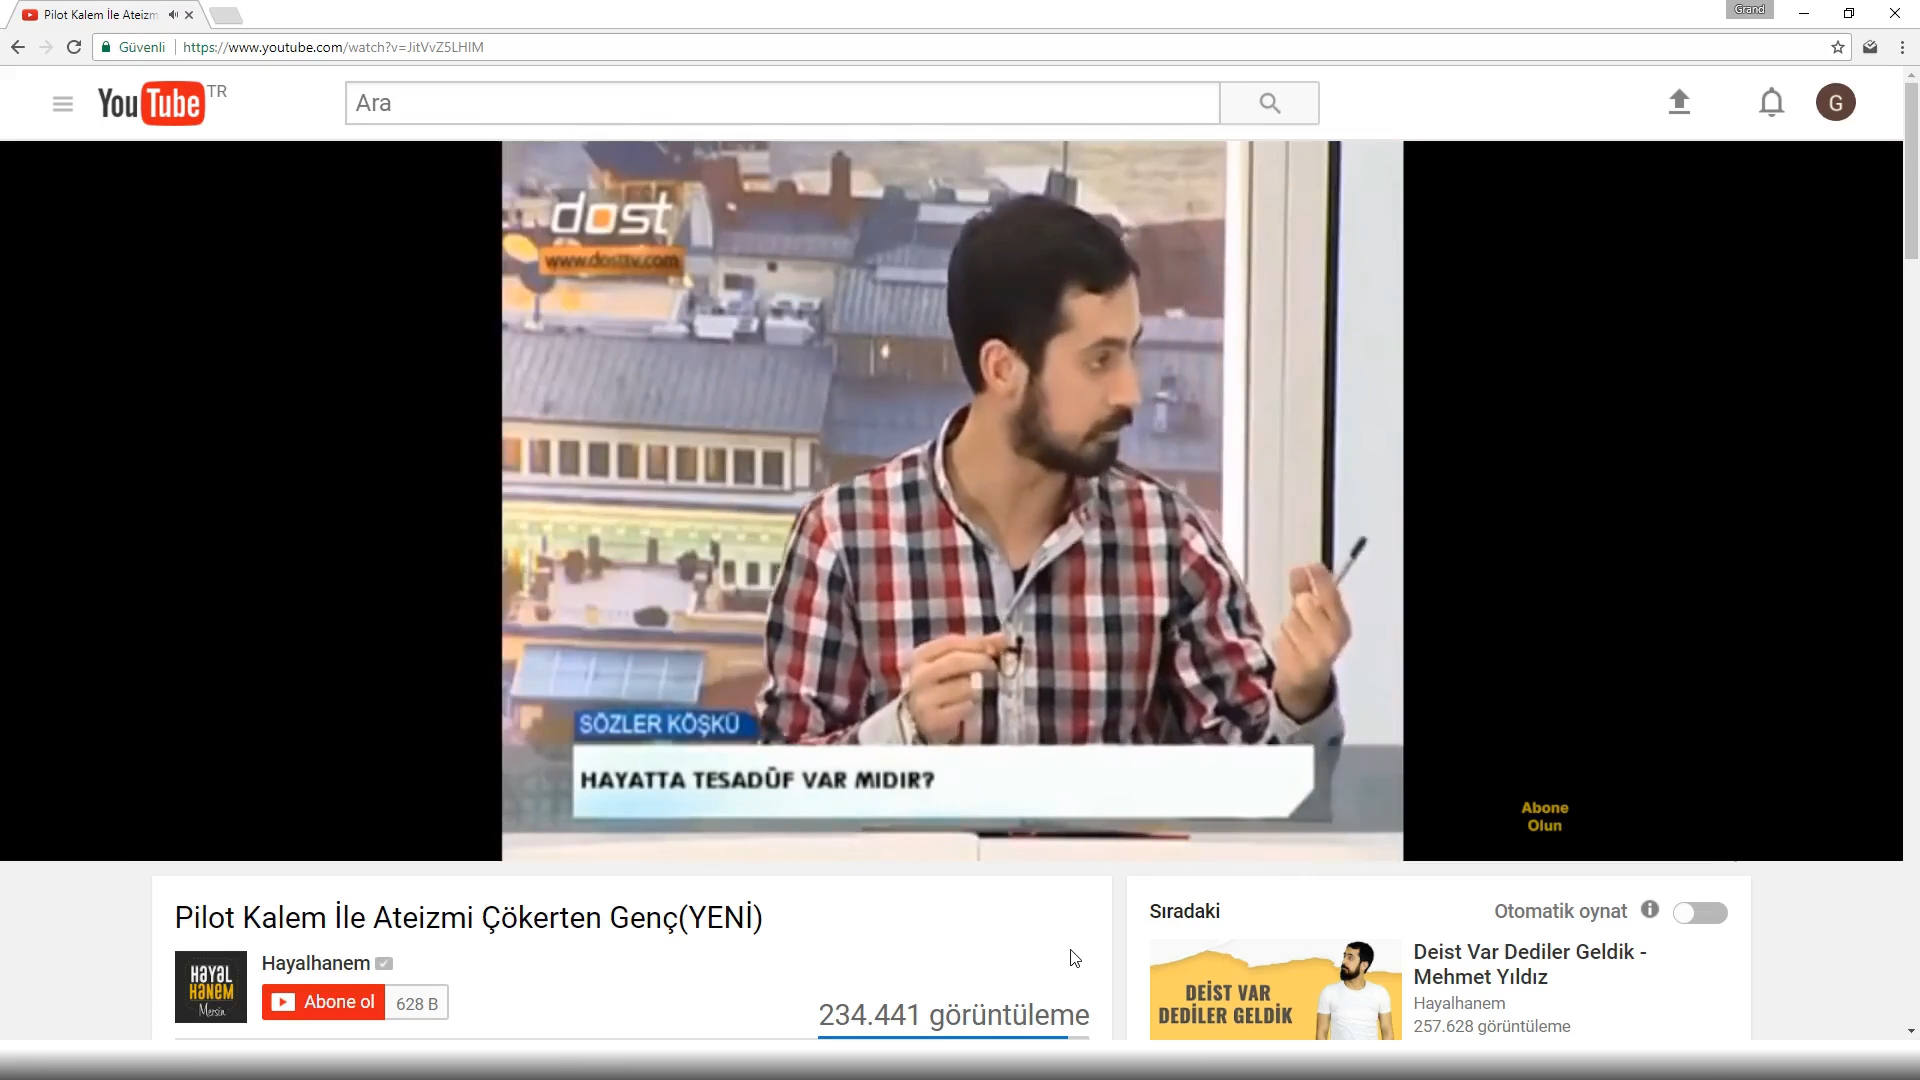 Pilot Kalem İle Ateizm
Grand
Güvenli
https://www.youtube.com/watch?v=JitVvZ5LHIM
YouTube TR
Ara
G
dost
www.dosttv.com
SÖZLER KÖŞKÜ
HAYATTA TESADÜF VAR MIDIR?
Abone
Olun
Pilot Kalem İle Ateizmi Çökerten Genç(YENİ)
HAYAL
HANEM
Mersin
Hayalhanem
Abone ol
628 B
234.441 görüntüleme
Sıradaki
Otomatik oynat
DEİST VAR
DEDİLER GELDİK
Deist Var Dediler Geldik -
Mehmet Yıldız
Hayalhanem
257.628 görüntüleme